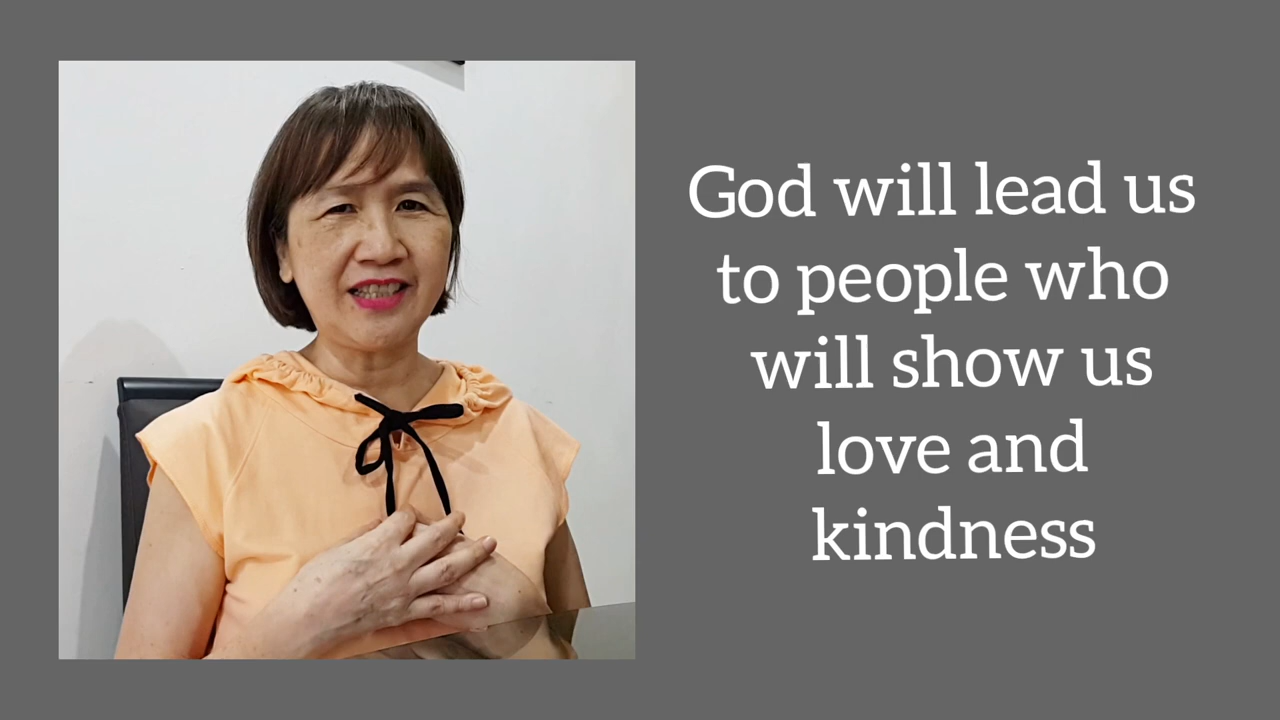 God will lead us
to people who
will show us
love and
kindness